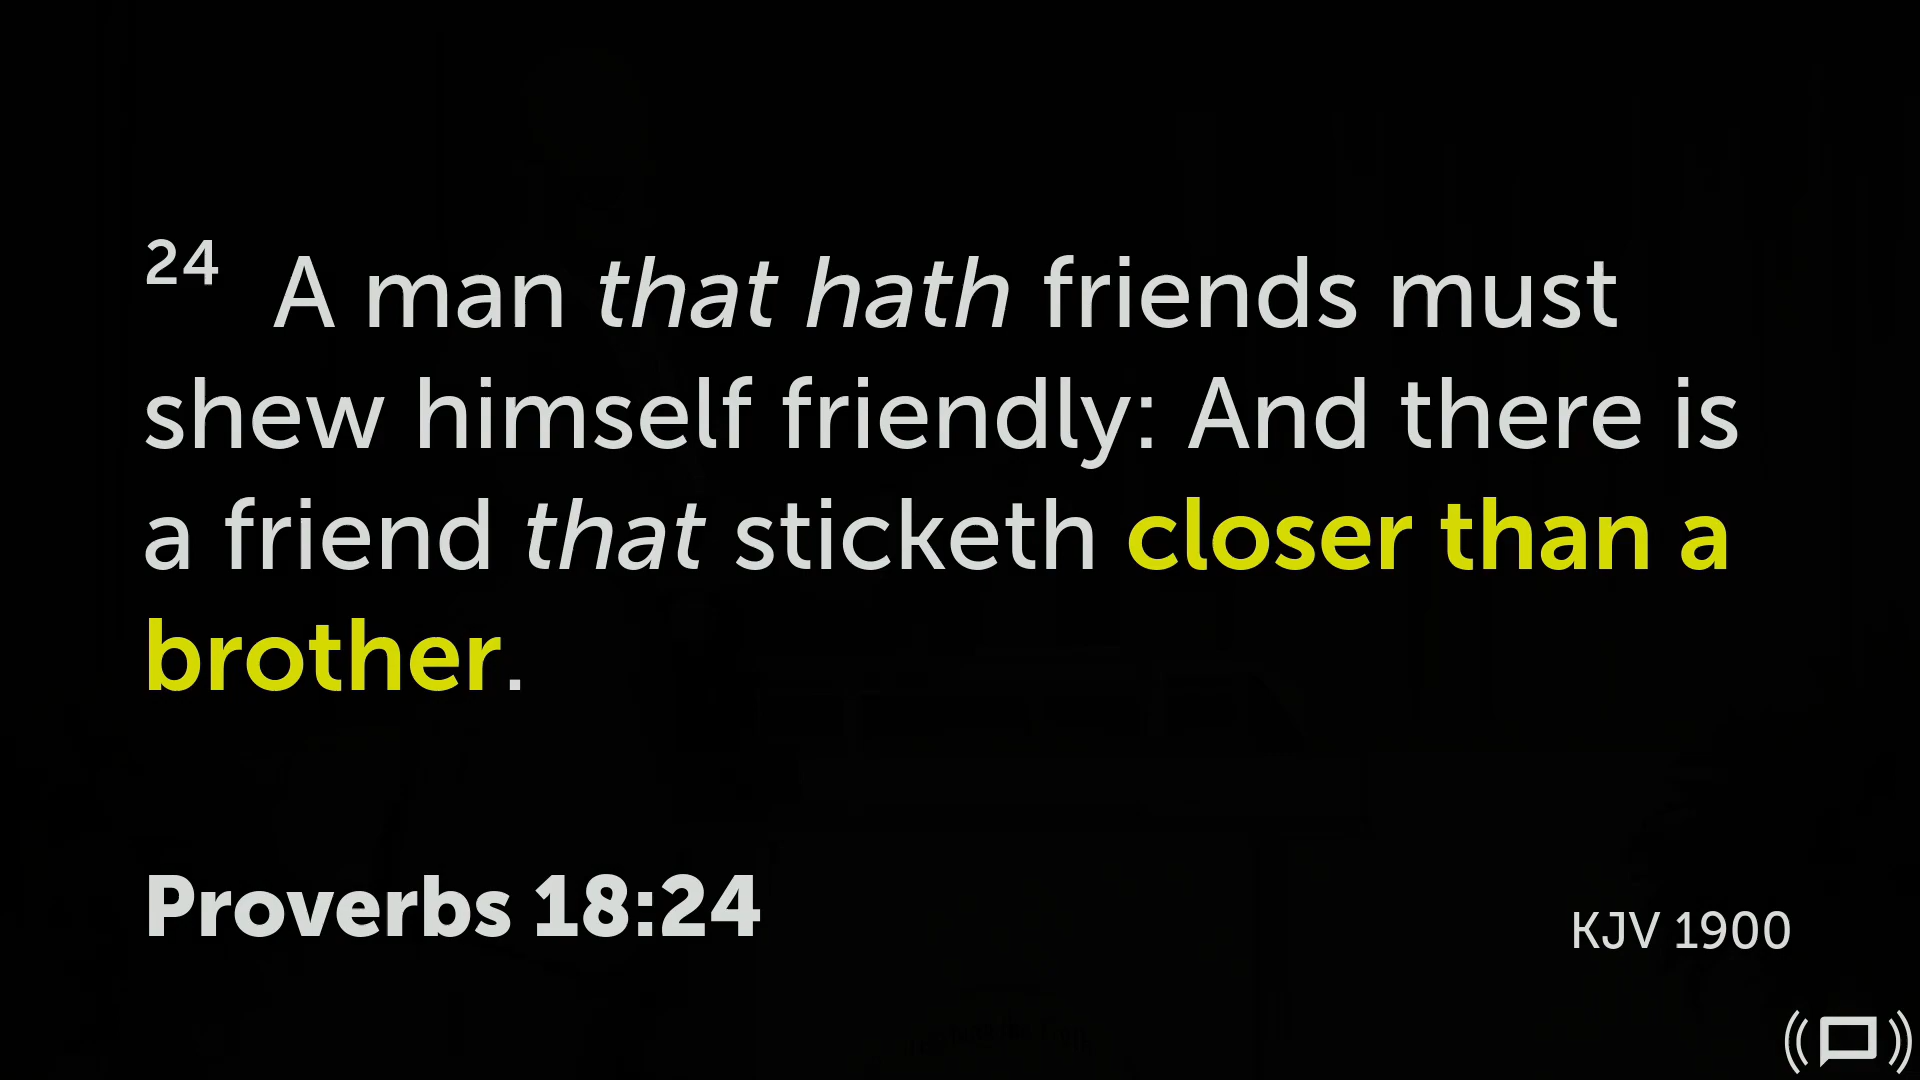 24 A man that hath friends must
shew himself friendly: And there is
a friend that sticketh closer than a
brother.
Proverbs 18:24
KJV 1900